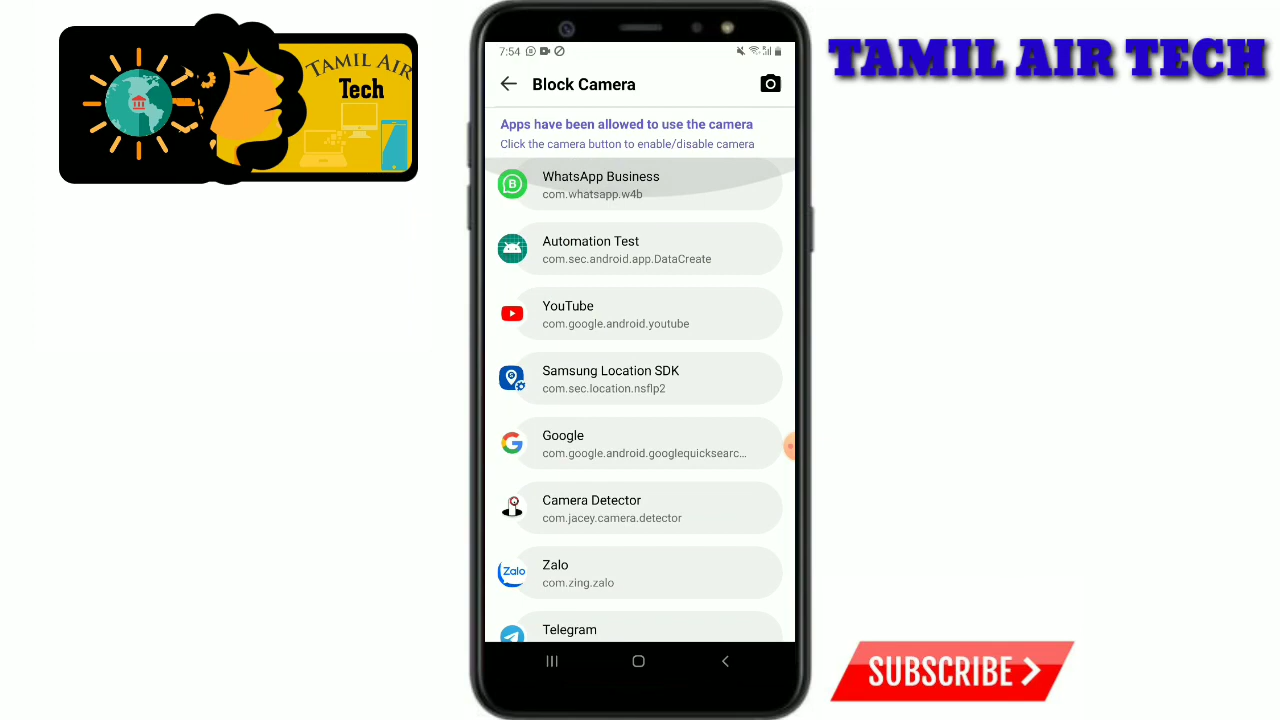 TAMIL AIR
Tech
TAMIL AIR TECH
7:54
Block Camera
Apps have been allowed to use the camera
Click the camera button to enable/disable camera
WhatsApp Business
com.whatsapp.w4b
Automation Test
com.sec.android.app.DataCreate
YouTube
com.google.android.youtube
Samsung Location SDK
com.sec.location.nsflp2
Google
com.google.android.googlequicksearc...
Camera Detector
com.jacey.camera.detector
Zalo
Zalo
com.zing.zalo
Telegram
SUBSCRIBE